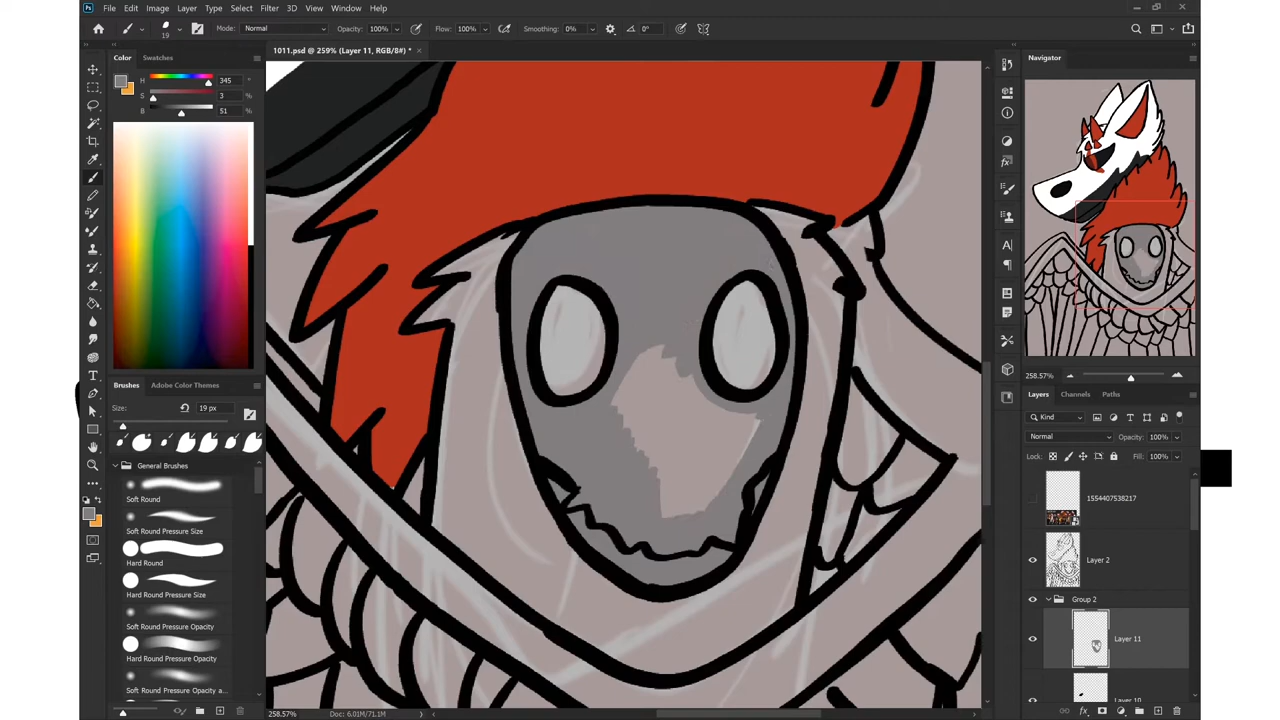 Ps File Edit Image Layer Type Select Filter 3D View Window Help
19 Mode: Normal Opacity: 100% Flow: 100% Smoothing: 0% 0°
1011.psd @ 259% (Layer 11, RGB/8#) * ×
Color Swatches
H 345
S 3 %
B 51 %
Brushes Adobe Color Themes
Size: 19 px
General Brushes
Soft Round
Soft Round Pressure Size
Hard Round
Hard Round Pressure Size
Soft Round Pressure Opacity
Hard Round Pressure Opacity
Soft Round Pressure Opacity a...
258.57% Doc: 6.01M/71.1M
Navigator
258.57%
Layers Channels Paths
Kind
Normal Opacity: 100%
Lock: Fill: 100%
1554407538217
Layer 2
Group 2
Layer 11
Layer 10